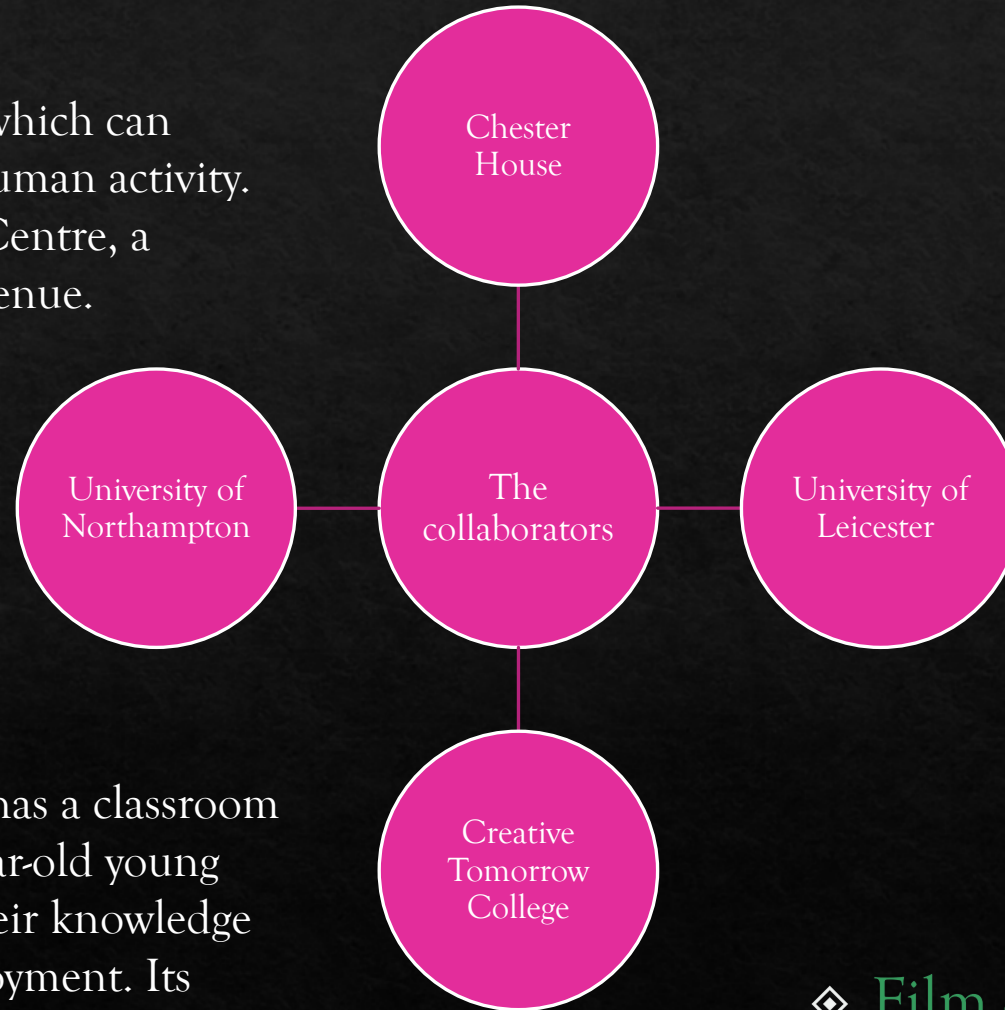 which can
uman activity.
Centre, a
enue.
Chester
House
University of
Northampton
The
collaborators
University of
Leicester
has a classroom
ar-old young
eir knowledge
oyment. Its
Creative
Tomorrow
College
Film